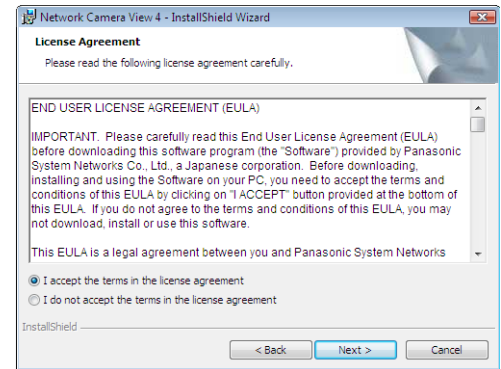 Network Camera View 4 - InstallShield Wizard
License Agreement
Please read the following license agreement carefully.
END USER LICENSE AGREEMENT (EULA)
IMPORTANT.  Please carefully read this End User License Agreement (EULA)
before downloading this software program (the "Software") provided by Panasonic
System Networks Co., Ltd., a Japanese corporation.  Before downloading,
installing and using the Software on your PC, you need to accept the terms and
conditions of this EULA by clicking on "I ACCEPT" button provided at the bottom of
this EULA.  If you do not agree to the terms and conditions of this EULA, you may
not download, install or use this software.
This EULA is a legal agreement between you and Panasonic System Networks
I accept the terms in the license agreement
I do not accept the terms in the license agreement
InstallShield
< Back
Next >
Cancel